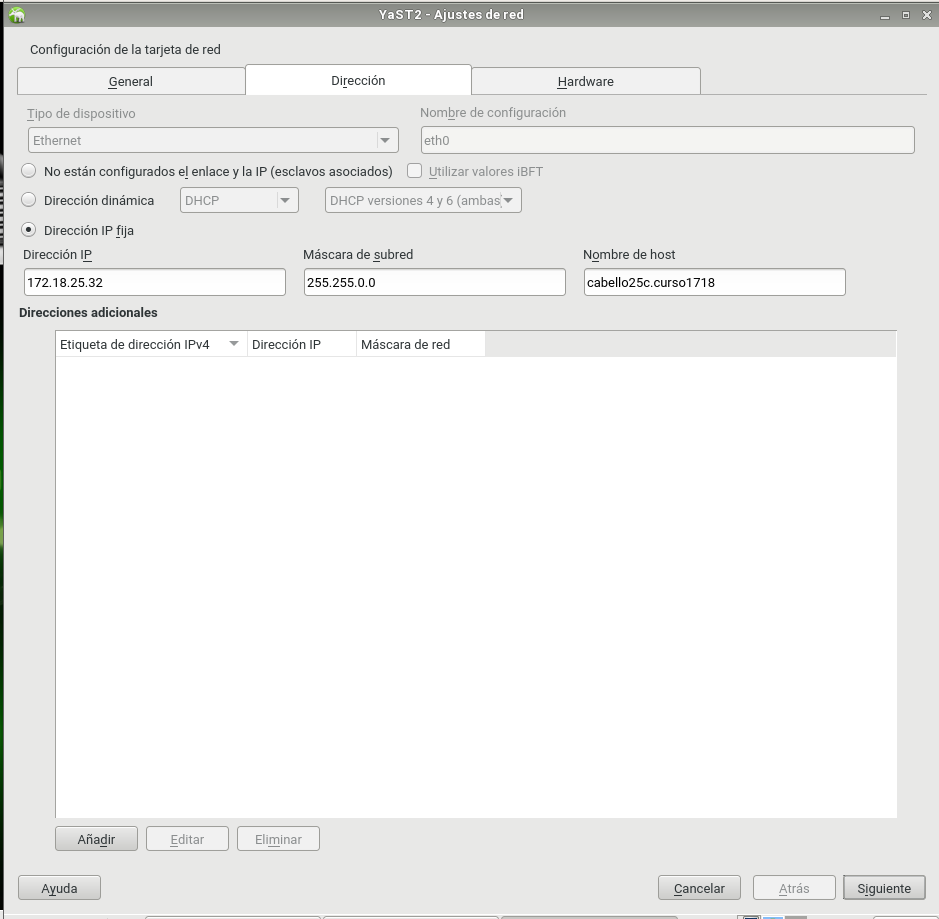 YaST2 - Ajustes de red
Configuración de la tarjeta de red
General Dirección Hardware
Tipo de dispositivo Nombre de configuración
Ethernet eth0
No están configurados el enlace y la IP (esclavos asociados) Utilizar valores iBFT
Dirección dinámica DHCP DHCP versiones 4 y 6 (ambas
Dirección IP fija
Dirección IP Máscara de subred Nombre de host
172.18.25.32 255.255.0.0 cabello25c.curso1718
Direcciones adicionales
Etiqueta de dirección IPv4 Dirección IP Máscara de red
Añadir Editar Eliminar
Ayuda Cancelar Atrás Siguiente